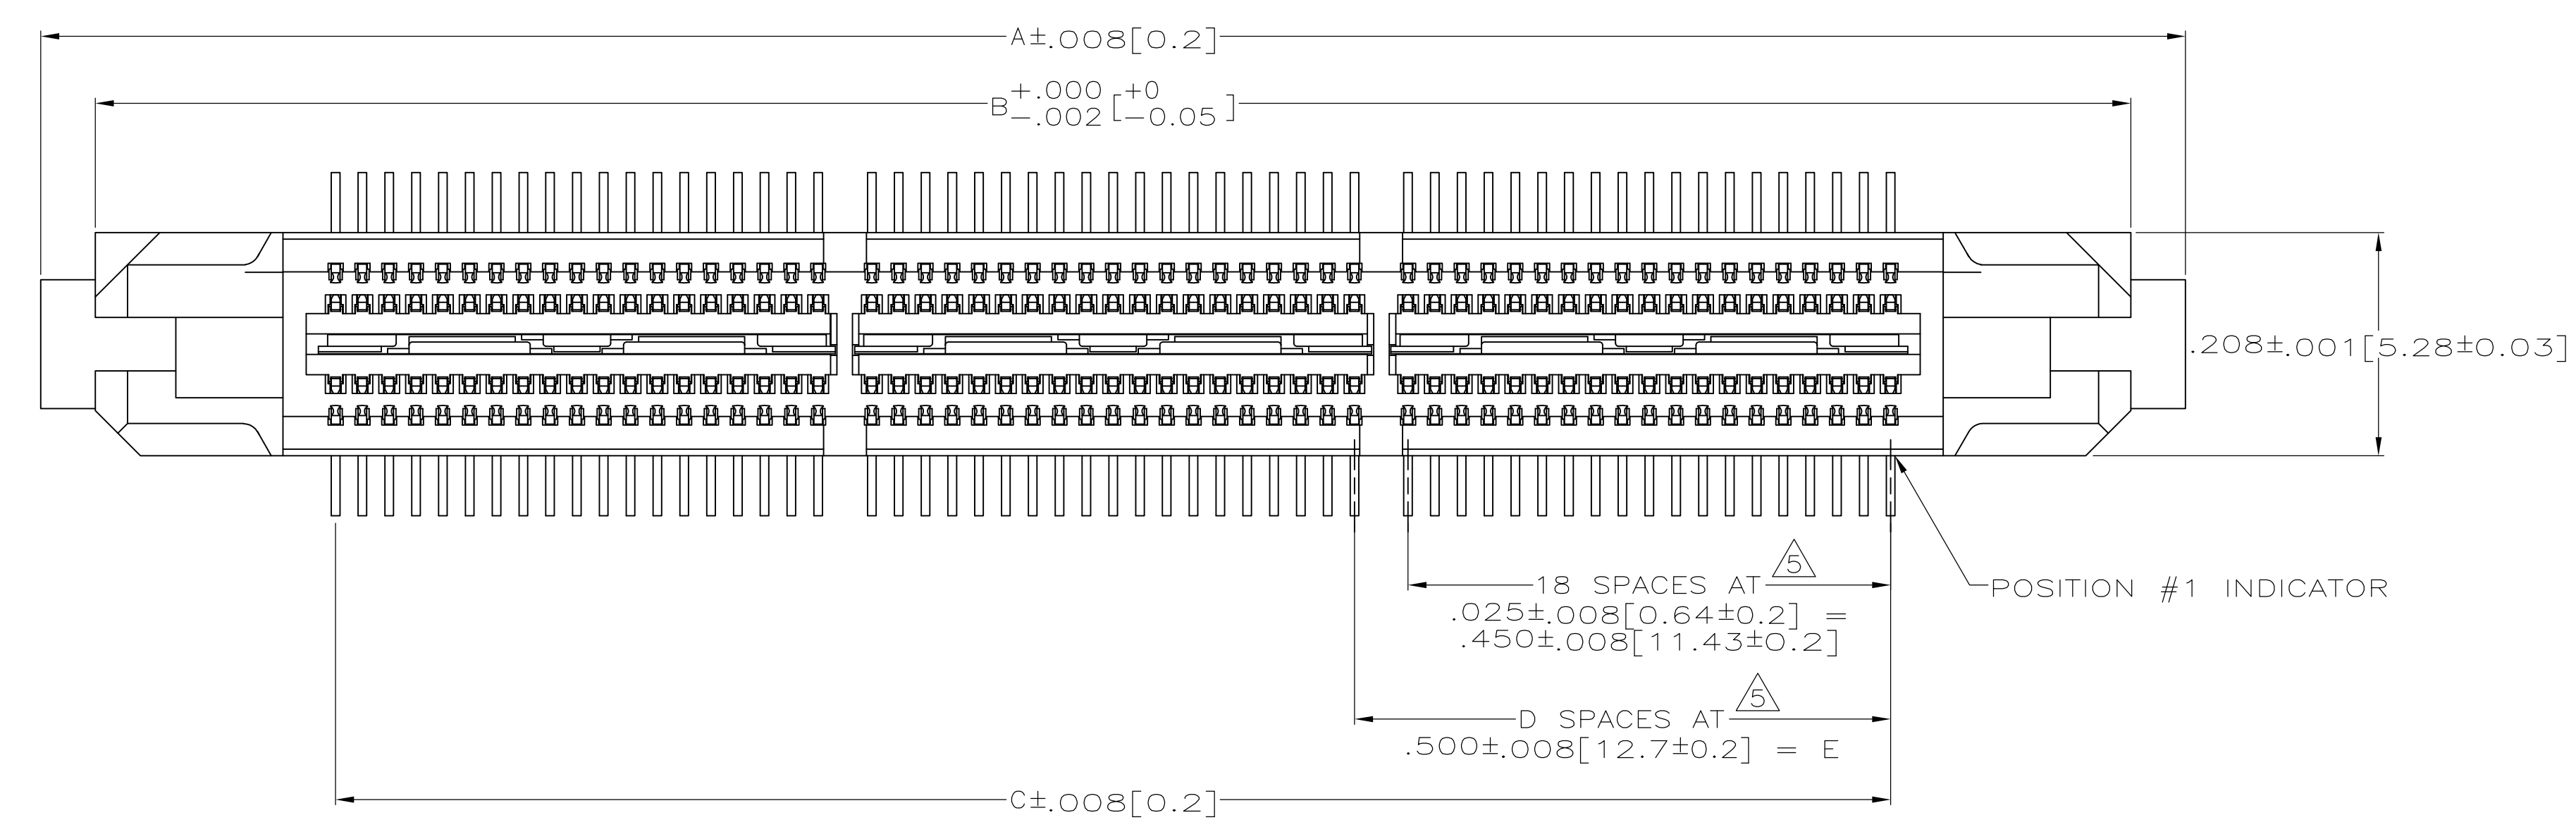 A±.008[0.2]
B +.000 -.002 [ +0 -0.05 ]
.208±.001[5.28±0.03]
5
18 SPACES AT
.025±.008[0.64±0.2] =
.450±.008[11.43±0.2]
POSITION #1 INDICATOR
5
D SPACES AT
.500±.008[12.7±0.2] = E
C±.008[0.2]